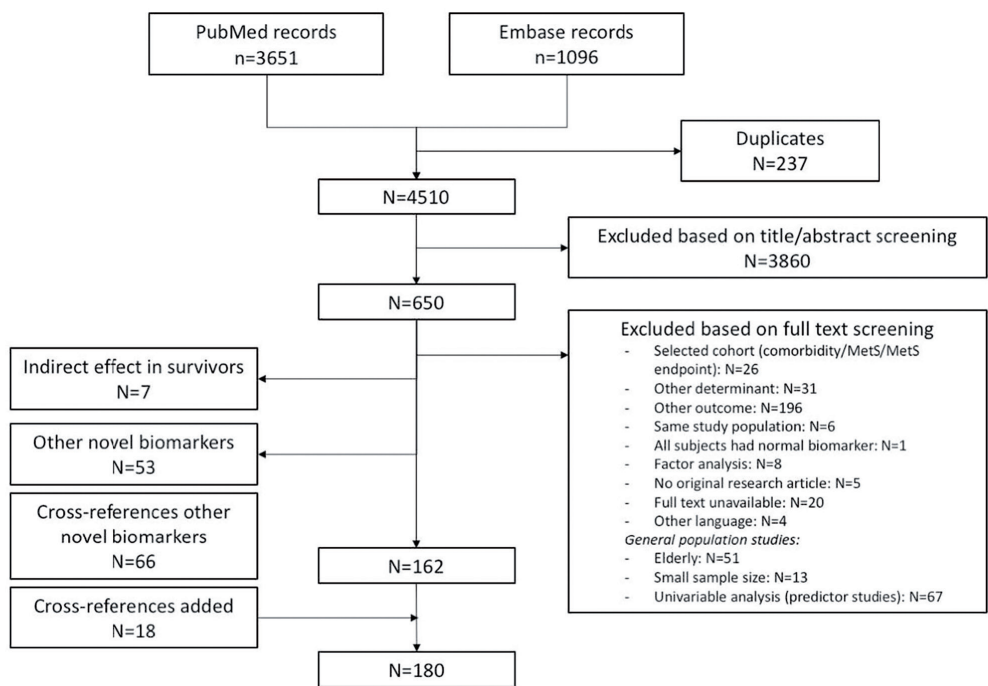 PubMed records
n=3651
Embase records
n=1096
Duplicates
N=237
N=4510
Excluded based on title/abstract screening
N=3860
N=650
Excluded based on full text screening
- Selected cohort (comorbidity/MetS/MetS
endpoint): N=26
- Other determinant: N=31
- Other outcome: N=196
- Same study population: N=6
- All subjects had normal biomarker: N=1
- Factor analysis: N=8
- No original research article: N=5
- Full text unavailable: N=20
- Other language: N=4
General population studies:
- Elderly: N=51
- Small sample size: N=13
- Univariable analysis (predictor studies): N=67
Indirect effect in survivors
N=7
Other novel biomarkers
N=53
Cross-references other
novel biomarkers
N=66
N=162
Cross-references added
N=18
N=180